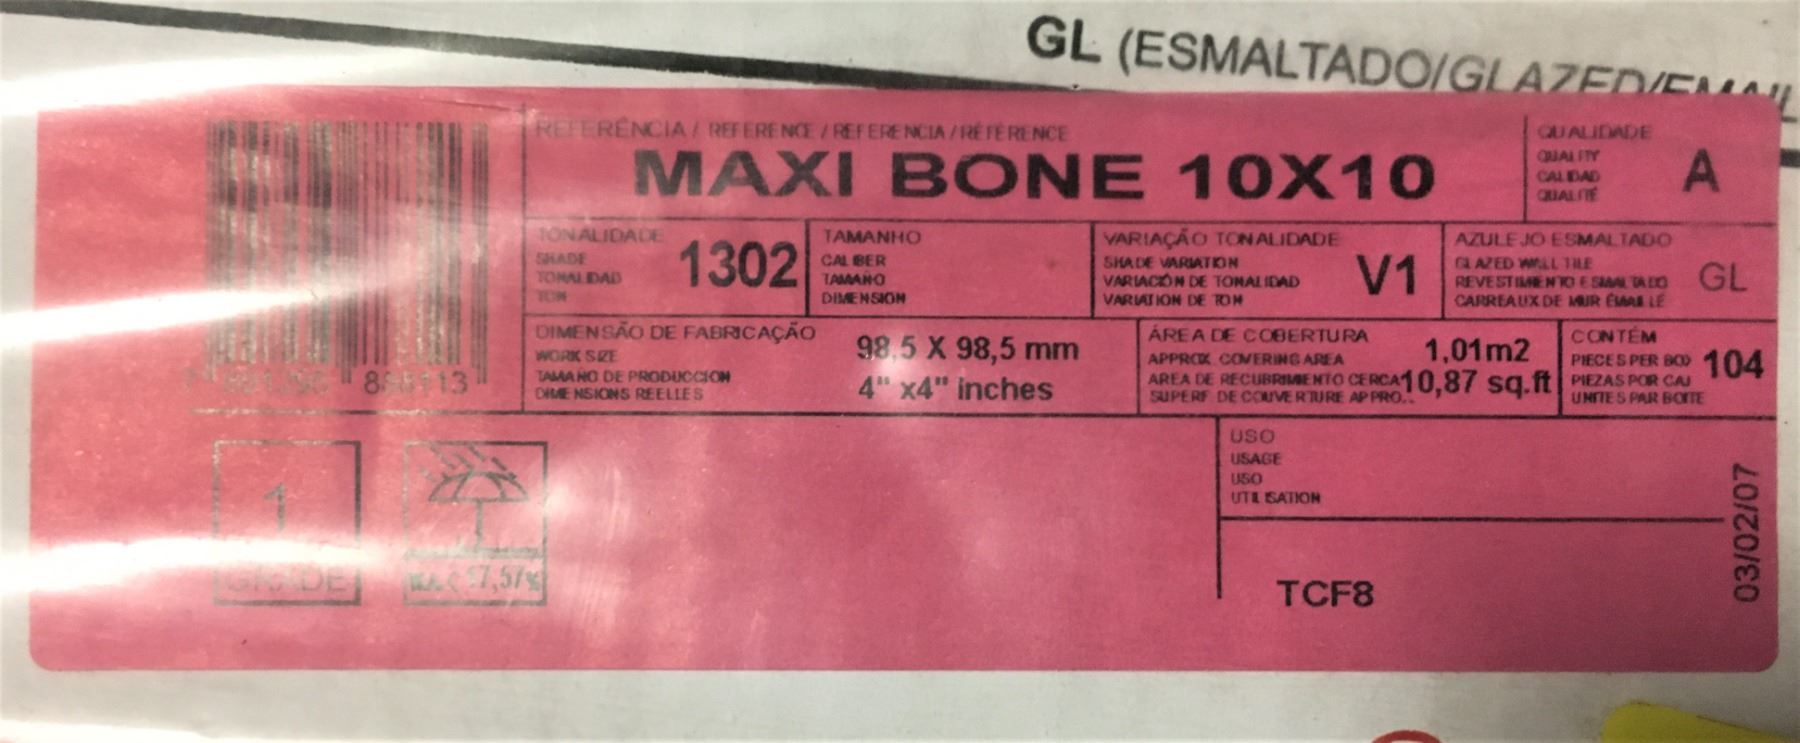 GL (ESMALTADO/GLAZED/EMAIL
REFERÊNCIA / REFERENCE / REFERENCIA / RÉFÉRENCE
MAXI BONE 10X10
QUALIDADE
QUALITY
CALIDAD
QUALITÉ
A
TONALIDADE
SHADE
TONALIDAD
TON
1302
TAMANHO
CALIBER
TAMAÑO
DIMENSION
VARIAÇÃO TONALIDADE
SHADE VARIATION
VARIACIÓN DE TONALIDAD
VARIATION DE TON
V1
AZULEJO ESMALTADO
GLAZED WALL TILE
REVESTIMIENTO ESMALTADO
CARREAUX DE MUR ÉMAILLÉ
GL
DIMENSÃO DE FABRICAÇÃO
WORK SIZE
TAMAÑO DE PRODUCCION
DIMENSIONS REELLES
98,5 X 98,5 mm
4" x4" inches
ÁREA DE COBERTURA
APPROX. COVERING AREA
AREA DE RECUBRIMIENTO CERCA
SUPERF. DE COUVERTURE APPRO..
1,01m2
10,87 sq.ft
CONTÉM
PIECES PER BOX
PIEZAS POR CAJ
UNITES PAR BOITE
104
1
GRADE
17,57%
USO
USAGE
USO
UTILISATION
TCF8
03/02/07